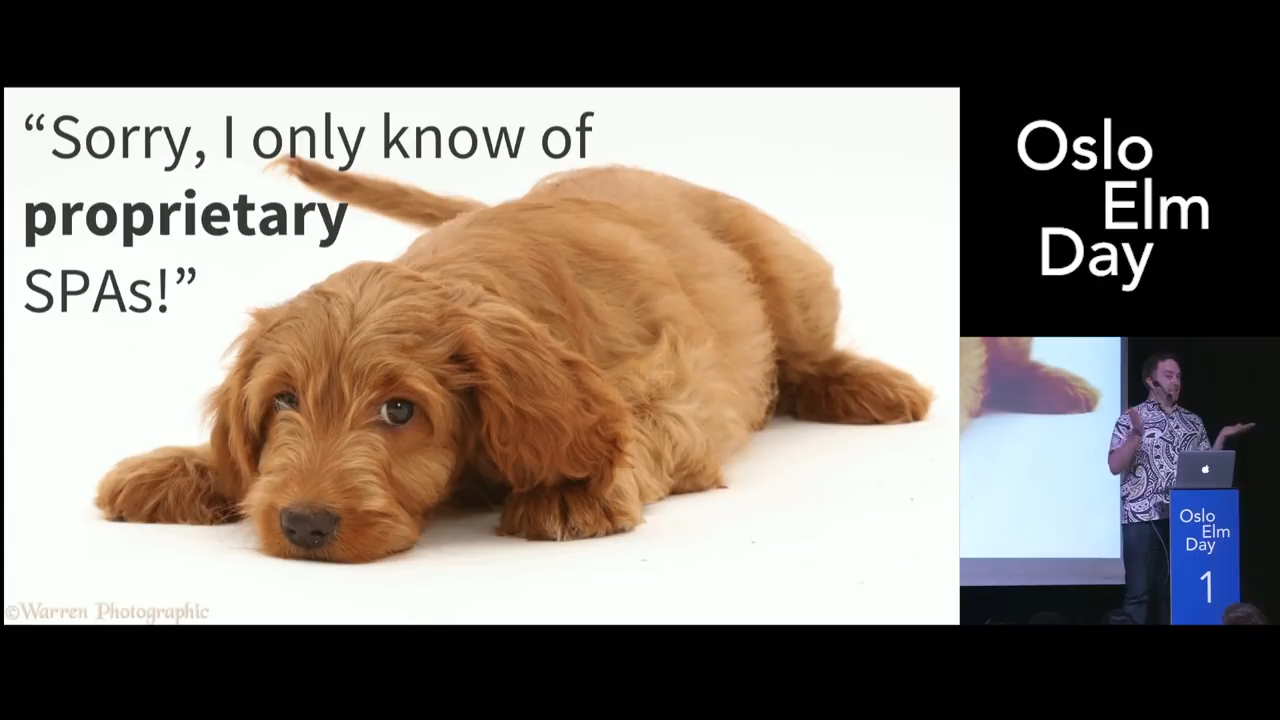 “Sorry, I only know of
proprietary
SPAs!”
©Warren Photographic
Oslo
Elm
Day
Oslo
Elm
Day
1